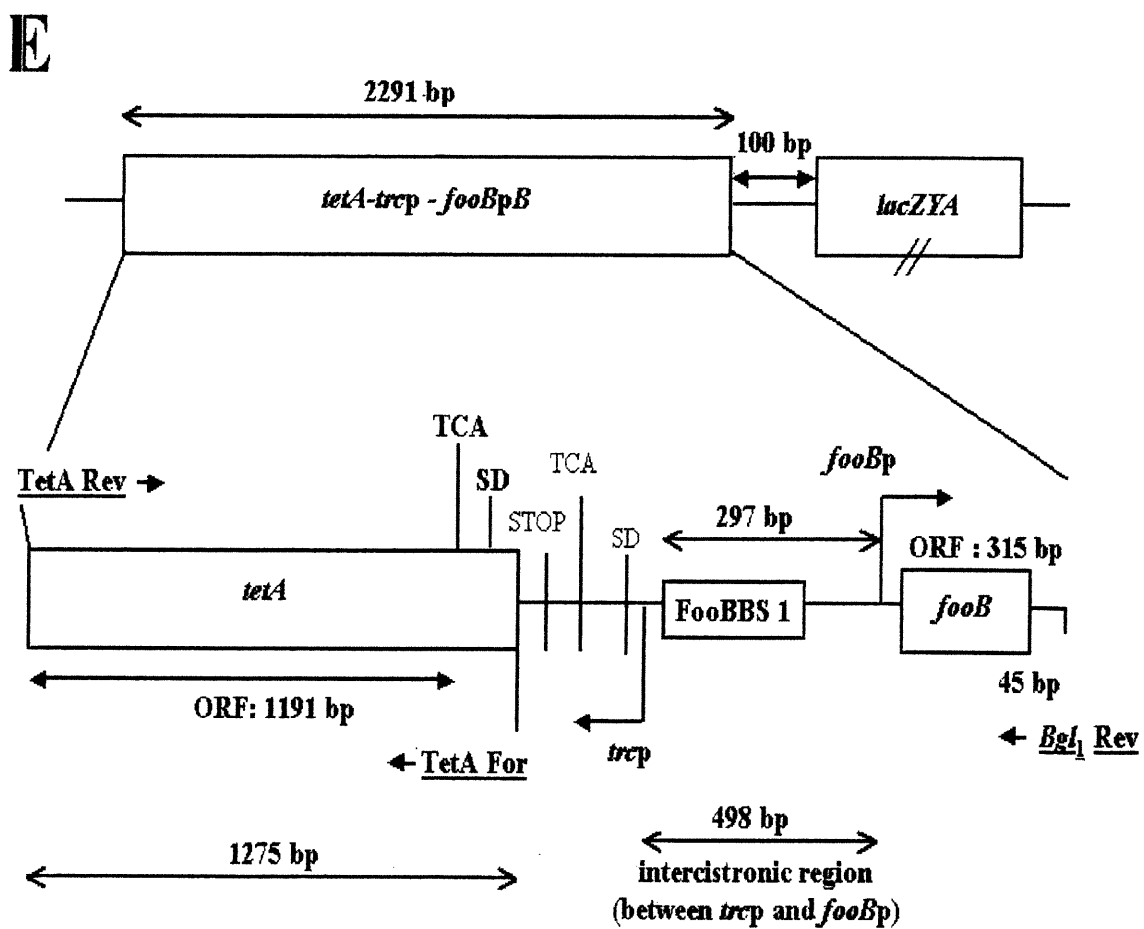 E
2291 bp
100 bp
tetA-trcp - fooBpB
lacZYA
TCA
TCA
fooBp
TetA Rev
SD
STOP
SD
297 bp
ORF : 315 bp
tetA
FooBBS 1
fooB
ORF: 1191 bp
45 bp
TetA For
trcp
Bgl1 Rev
1275 bp
498 bp
intercistronic region
(between trcp and fooBp)